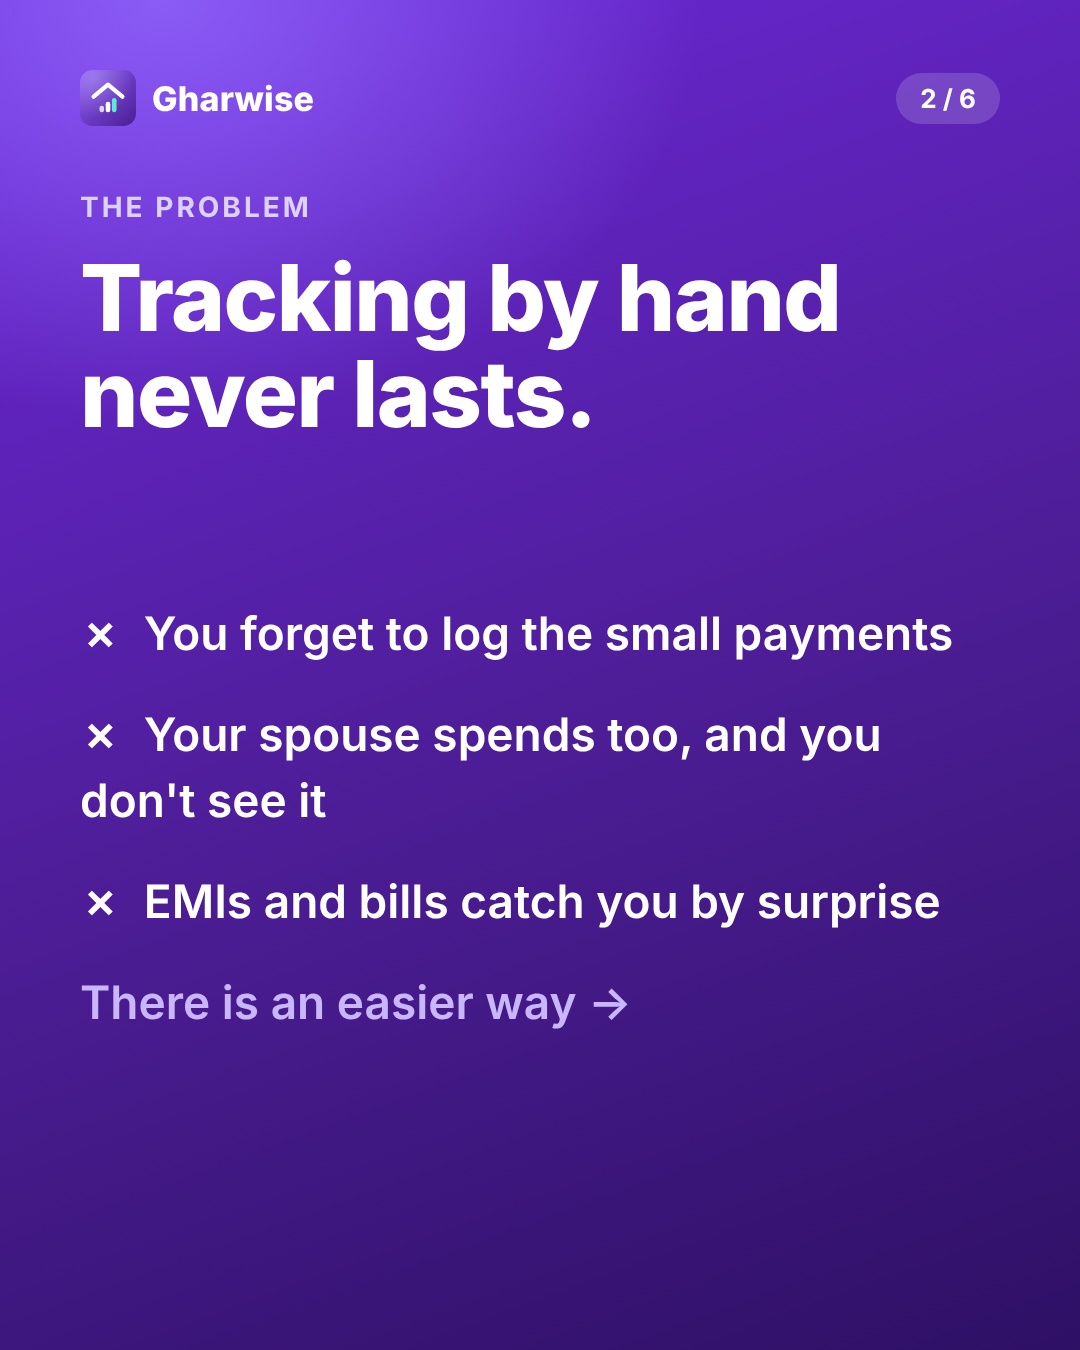 Gharwise
2 / 6
THE PROBLEM
Tracking by hand
never lasts.
× You forget to log the small payments
× Your spouse spends too, and you
don't see it
× EMIs and bills catch you by surprise
There is an easier way →